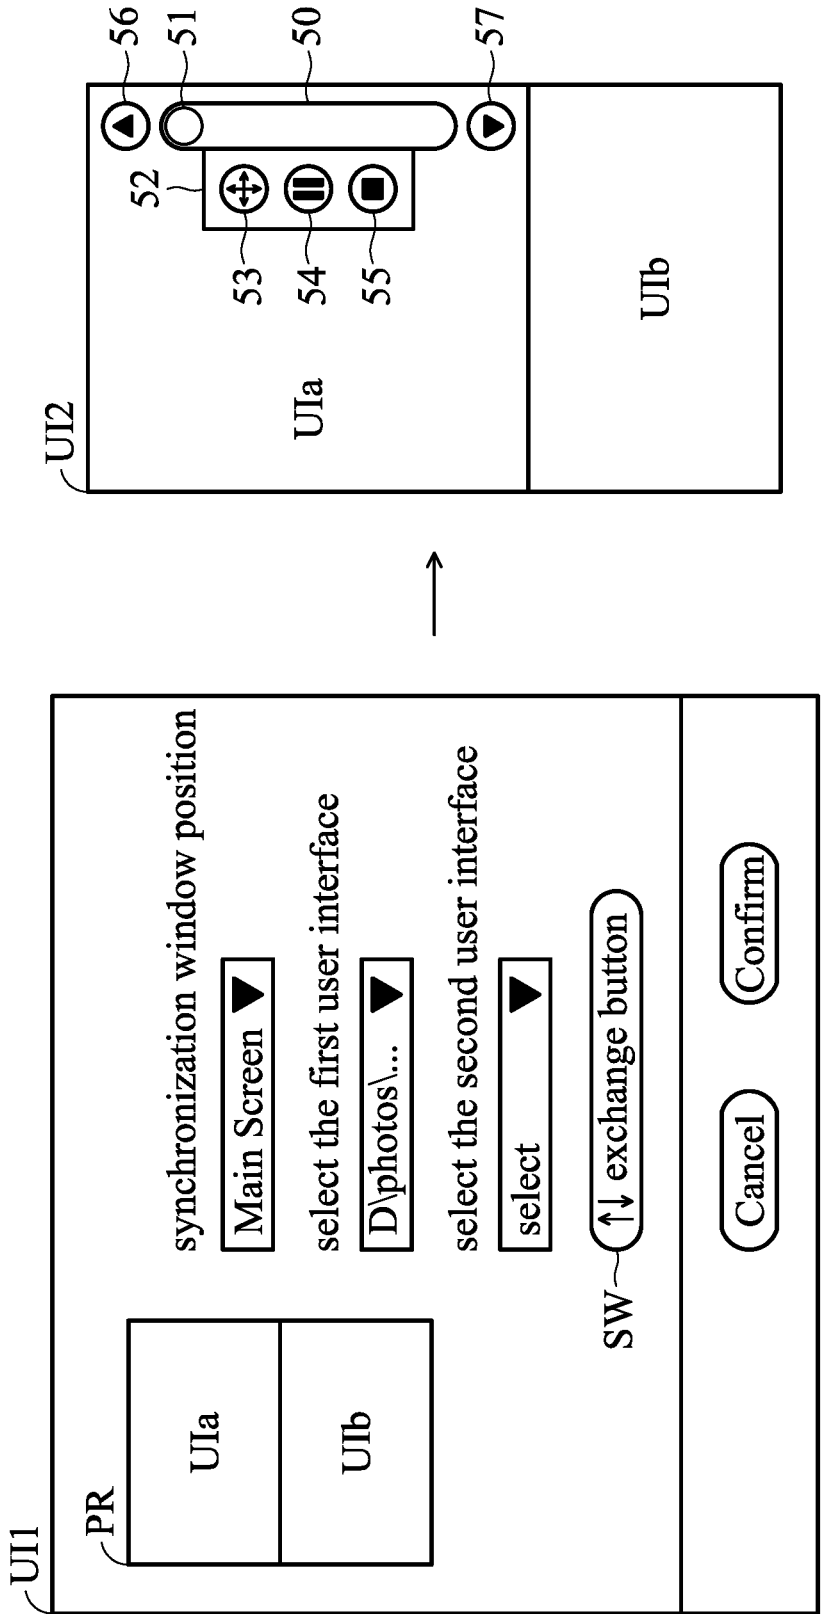 UI1
PR
UIa
UIb
synchronization window position
Main Screen
select the first user interface
D\photos\...
select the second user interface
select
SW
exchange button
Cancel
Confirm
UI2
UIa
UIb
52
53
54
55
56
51
50
57